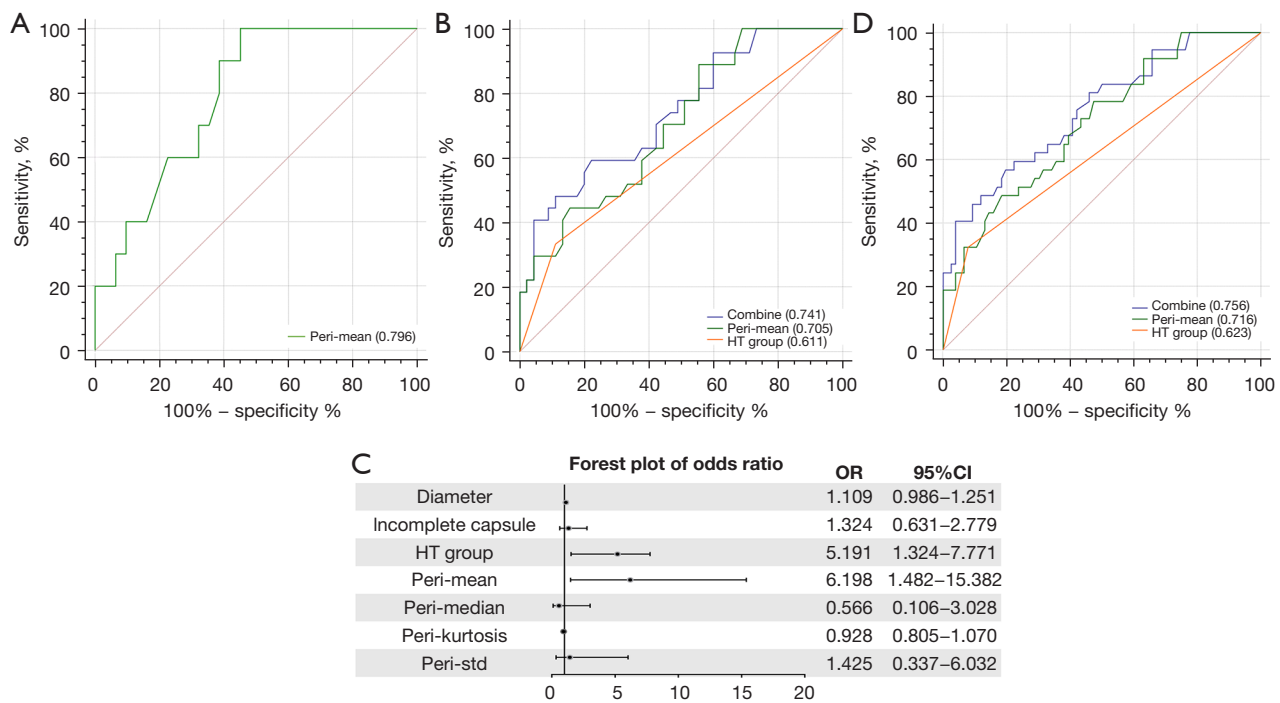 A
Sensitivity, %
100
80
60
40
20
0
Peri-mean (0.796)
0 20 40 60 80 100
100% – specificity %
B
Sensitivity, %
100
80
60
40
20
0
Combine (0.741)
Peri-mean (0.705)
HT group (0.611)
0 20 40 60 80 100
100% – specificity %
D
Sensitivity, %
100
80
60
40
20
0
Combine (0.756)
Peri-mean (0.716)
HT group (0.623)
0 20 40 60 80 100
100% – specificity %
C
Forest plot of odds ratio OR 95%CI
Diameter 1.109 0.986–1.251
Incomplete capsule 1.324 0.631–2.779
HT group 5.191 1.324–7.771
Peri-mean 6.198 1.482–15.382
Peri-median 0.566 0.106–3.028
Peri-kurtosis 0.928 0.805–1.070
Peri-std 1.425 0.337–6.032
0 5 10 15 20